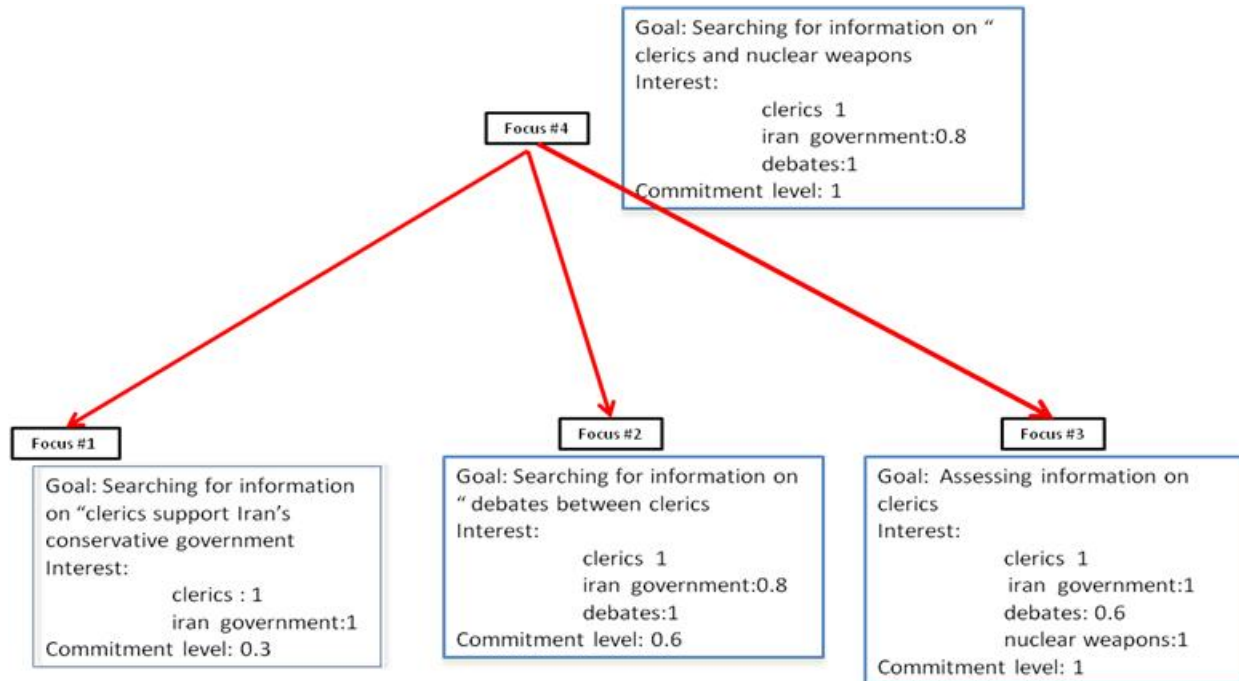 Goal: Searching for information on “
clerics and nuclear weapons
Interest:
clerics 1
iran government:0.8
debates:1
Commitment level: 1
Focus #4
Focus #1
Goal: Searching for information
on “clerics support Iran’s
conservative government
Interest:
clerics : 1
iran government:1
Commitment level: 0.3
Focus #2
Goal: Searching for information on
“ debates between clerics
Interest:
clerics 1
iran government:0.8
debates:1
Commitment level: 0.6
Focus #3
Goal: Assessing information on
clerics
Interest:
clerics 1
iran government:1
debates: 0.6
nuclear weapons:1
Commitment level: 1